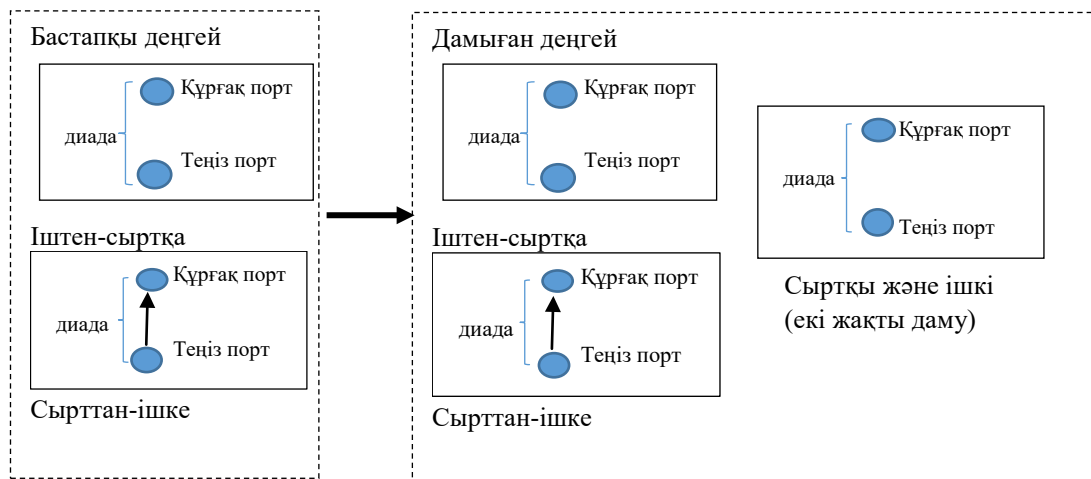 Бастапқы деңгей
Құрғақ порт
диада
Теңіз порт
Іштен-сыртқа
Құрғақ порт
диада
Теңіз порт
Сырттан-ішке
Дамыған деңгей
Құрғақ порт
диада
Теңіз порт
Іштен-сыртқа
Құрғақ порт
диада
Теңіз порт
Сырттан-ішке
Құрғақ порт
диада
Теңіз порт
Сыртқы және ішкі
(екі жақты даму)